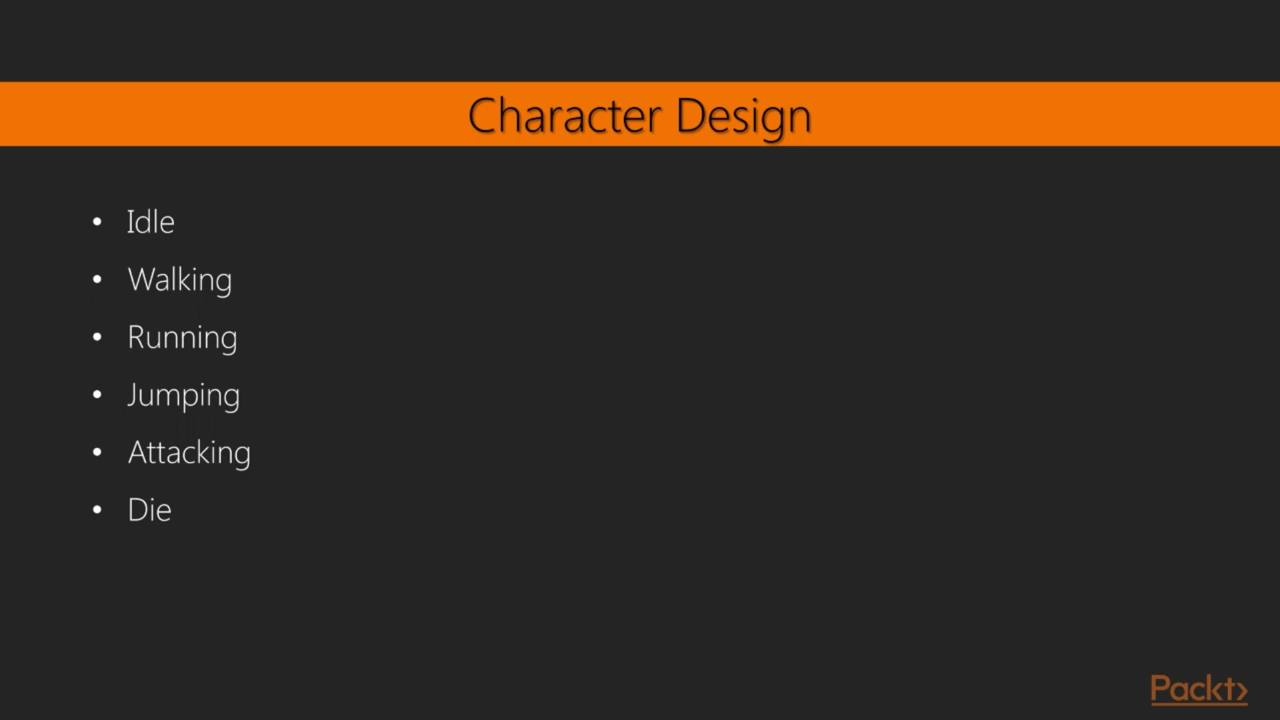 Character Design
• Idle
• Walking
• Running
• Jumping
• Attacking
• Die
Packt>